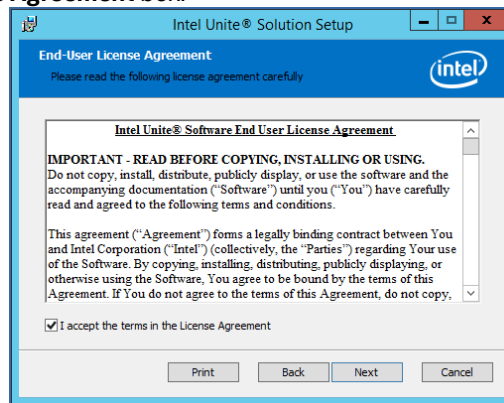 Agreement box.
Intel Unite® Solution Setup
End-User License Agreement
Please read the following license agreement carefully
intel
Intel Unite® Software End User License Agreement
IMPORTANT - READ BEFORE COPYING, INSTALLING OR USING.
Do not copy, install, distribute, publicly display, or use the software and the
accompanying documentation (“Software”) until you (“You”) have carefully
read and agreed to the following terms and conditions.
This agreement (“Agreement”) forms a legally binding contract between You
and Intel Corporation (“Intel”) (collectively, the “Parties”) regarding Your use
of the Software. By copying, installing, distributing, publicly displaying, or
otherwise using the Software, You agree to be bound by the terms of this
Agreement. If You do not agree to the terms of this Agreement, do not copy,
I accept the terms in the License Agreement
Print Back Next Cancel